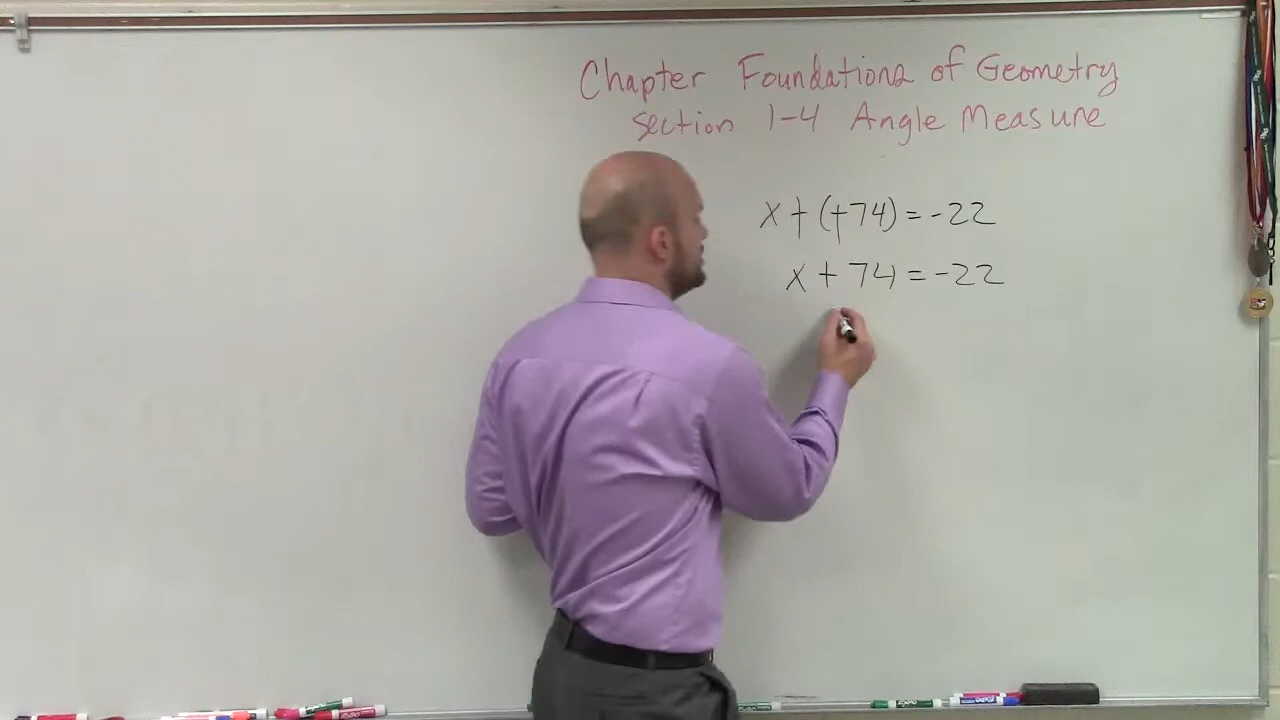 Chapter Foundations of Geometry
section 1-4 Angle Measure
x + (+74) = -22
x + 74 = -22